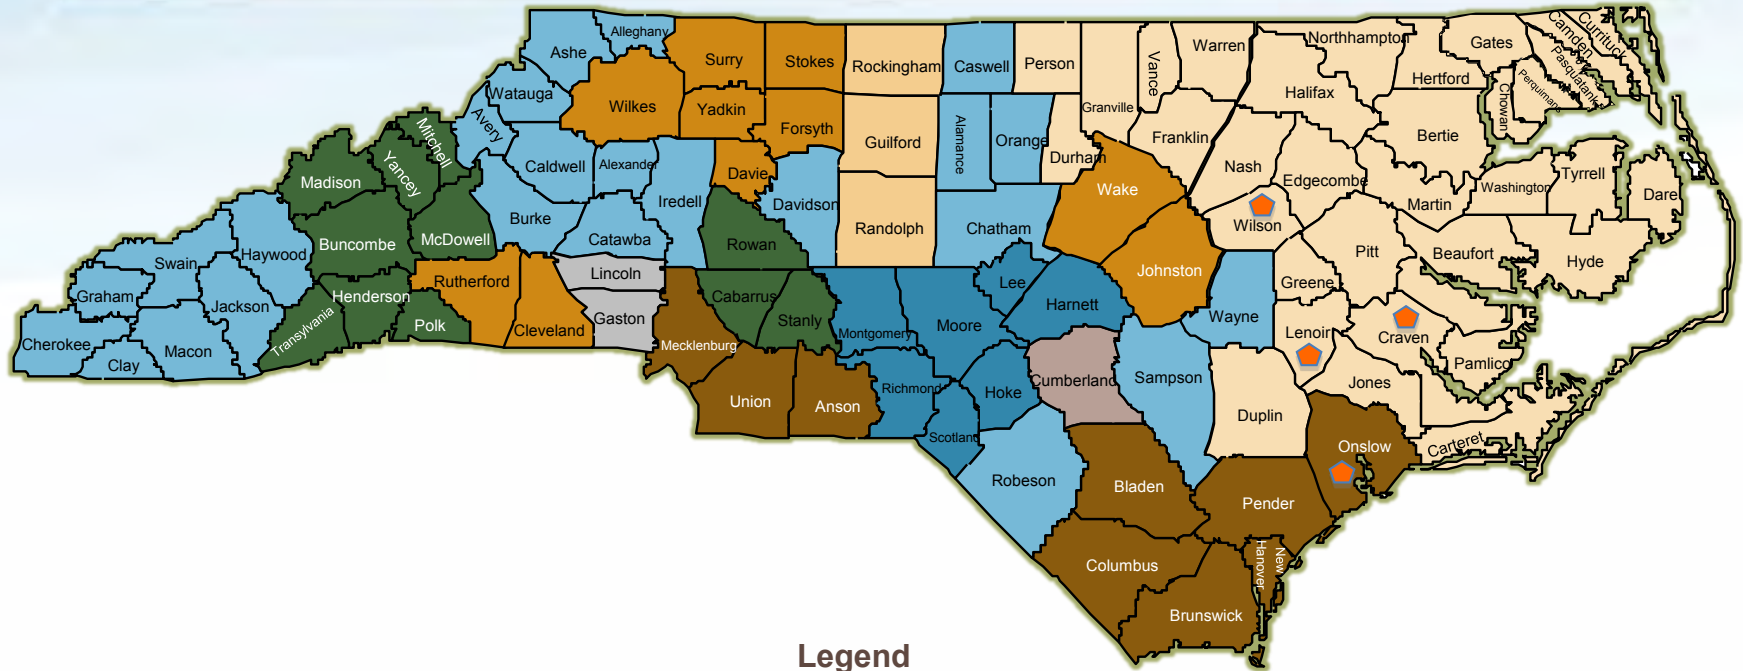 Ashe
Alleghany
Surry
Stokes
Rockingham
Caswell
Person
Granville
Vance
Warren
Northhampton
Gates
Camden
Currituck
Pasquotank
Perquimans
Chowan
Hertford
Halifax
Bertie
Watauga
Wilkes
Yadkin
Forsyth
Guilford
Alamance
Orange
Durham
Franklin
Nash
Edgecombe
Martin
Washington
Tyrrell
Dare
Mitchell
Avery
Caldwell
Alexander
Davie
Iredell
Davidson
Randolph
Chatham
Wake
Wilson
Pitt
Beaufort
Hyde
Madison
Yancey
Buncombe
McDowell
Burke
Catawba
Rowan
Johnston
Greene
Swain
Haywood
Graham
Jackson
Henderson
Rutherford
Lincoln
Cabarrus
Lee
Harnett
Wayne
Lenoir
Craven
Pamlico
Cherokee
Clay
Macon
Transylvania
Polk
Cleveland
Gaston
Mecklenburg
Stanly
Montgomery
Moore
Cumberland
Sampson
Duplin
Jones
Carteret
Union
Anson
Richmond
Hoke
Scotland
Robeson
Bladen
Pender
Onslow
Columbus
Brunswick
New
Hanover
Legend